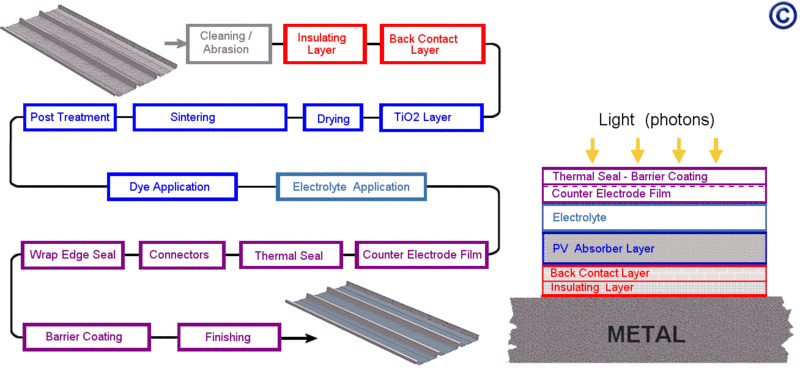 ©
Cleaning /
Abrasion
Insulating
Layer
Back Contact
Layer
TiO2 Layer
Drying
Sintering
Post Treatment
Dye Application
Electrolyte Application
Counter Electrode Film
Thermal Seal
Connectors
Wrap Edge Seal
Barrier Coating
Finishing
Light (photons)
Thermal Seal - Barrier Coating
Counter Electrode Film
Electrolyte
PV Absorber Layer
Back Contact Layer
Insulating Layer
METAL